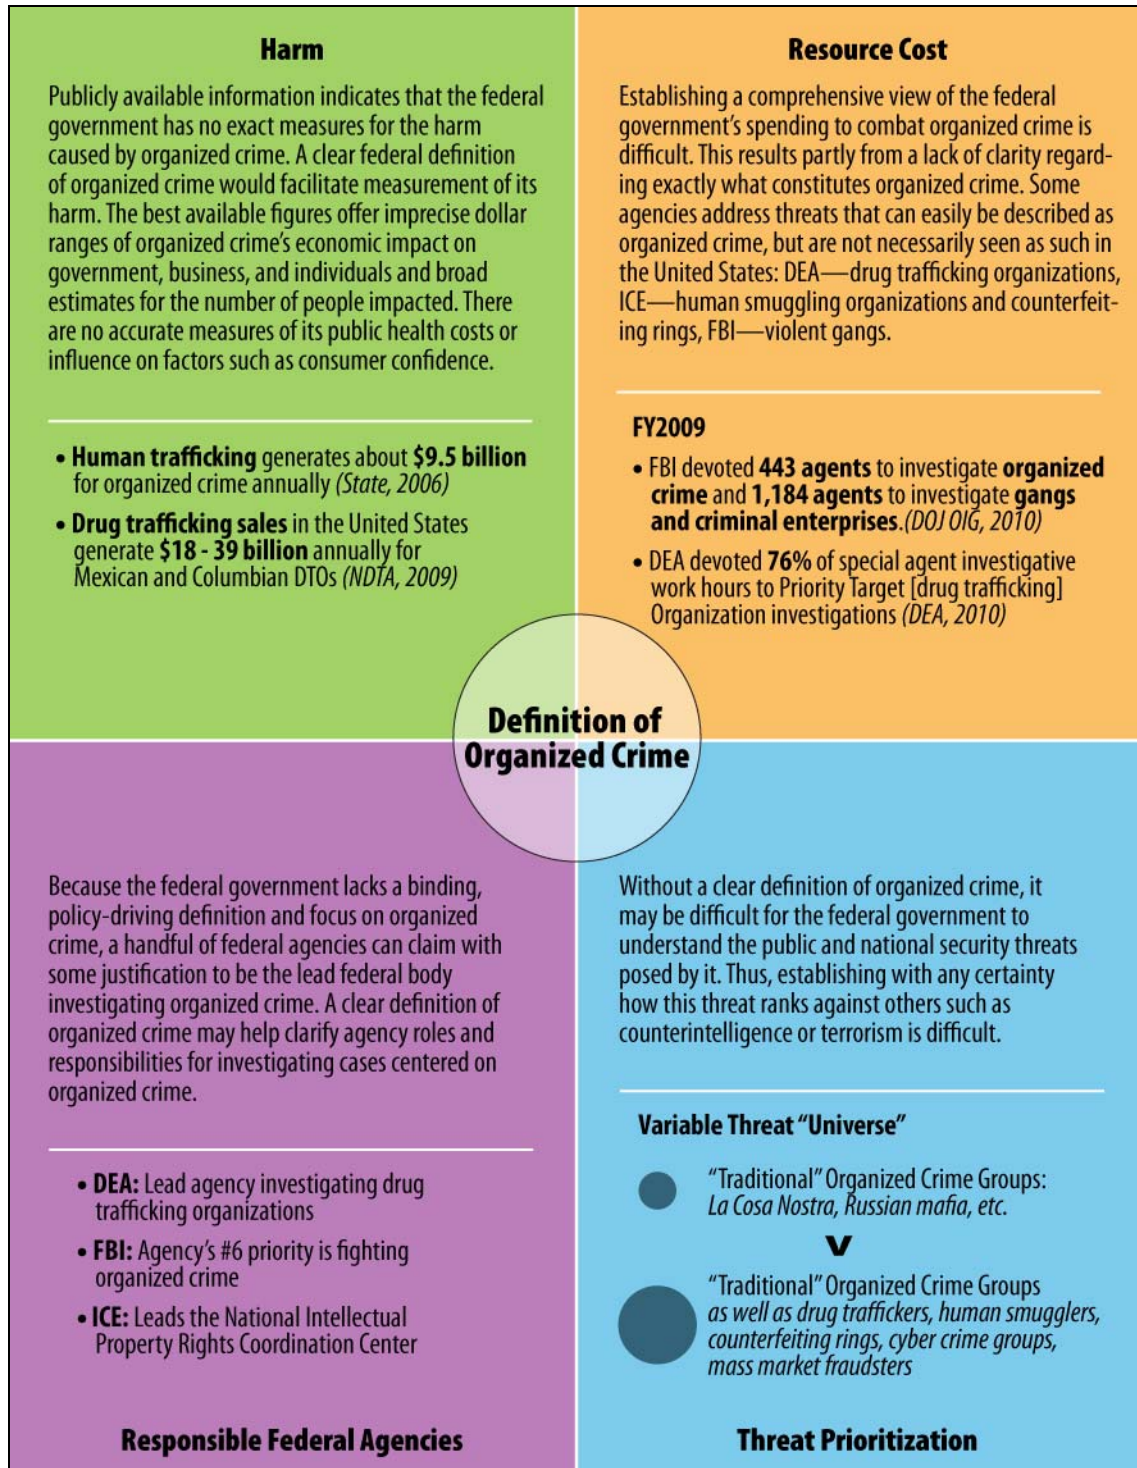 Harm
Publicly available information indicates that the federal
government has no exact measures for the harm
caused by organized crime. A clear federal definition
of organized crime would facilitate measurement of its
harm. The best available figures offer imprecise dollar
ranges of organized crime's economic impact on
government, business, and individuals and broad
estimates for the number of people impacted. There
are no accurate measures of its public health costs or
influence on factors such as consumer confidence.
• Human trafficking generates about $9.5 billion
for organized crime annually (State, 2006)
• Drug trafficking sales in the United States
generate $18 - 39 billion annually for
Mexican and Columbian DTOs (NDTA, 2009)
Resource Cost
Establishing a comprehensive view of the federal
government's spending to combat organized crime is
difficult. This results partly from a lack of clarity regard-
ing exactly what constitutes organized crime. Some
agencies address threats that can easily be described as
organized crime, but are not necessarily seen as such in
the United States: DEA—drug trafficking organizations,
ICE—human smuggling organizations and counterfeit-
ing rings, FBI—violent gangs.
FY2009
• FBI devoted 443 agents to investigate organized
crime and 1,184 agents to investigate gangs
and criminal enterprises.(DOJ OIG, 2010)
• DEA devoted 76% of special agent investigative
work hours to Priority Target [drug trafficking]
Organization investigations (DEA, 2010)
Definition of
Organized Crime
Because the federal government lacks a binding,
policy-driving definition and focus on organized
crime, a handful of federal agencies can claim with
some justification to be the lead federal body
investigating organized crime. A clear definition of
organized crime may help clarify agency roles and
responsibilities for investigating cases centered on
organized crime.
• DEA: Lead agency investigating drug
trafficking organizations
• FBI: Agency's #6 priority is fighting
organized crime
• ICE: Leads the National Intellectual
Property Rights Coordination Center
Responsible Federal Agencies
Without a clear definition of organized crime, it
may be difficult for the federal government to
understand the public and national security threats
posed by it. Thus, establishing with any certainty
how this threat ranks against others such as
counterintelligence or terrorism is difficult.
Variable Threat "Universe"
"Traditional" Organized Crime Groups:
La Cosa Nostra, Russian mafia, etc.
V
"Traditional" Organized Crime Groups
as well as drug traffickers, human smugglers,
counterfeiting rings, cyber crime groups,
mass market fraudsters
Threat Prioritization